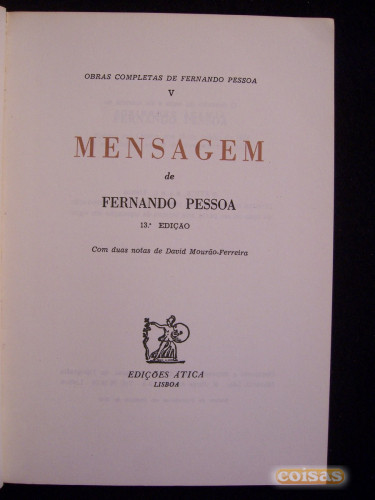 OBRAS COMPLETAS DE FERNANDO PESSOA
V
MENSAGEM
de
FERNANDO PESSOA
13.ª EDIÇÃO
Com duas notas de David Mourão-Ferreira
EDIÇÕES ÁTICA
LISBOA
coisas